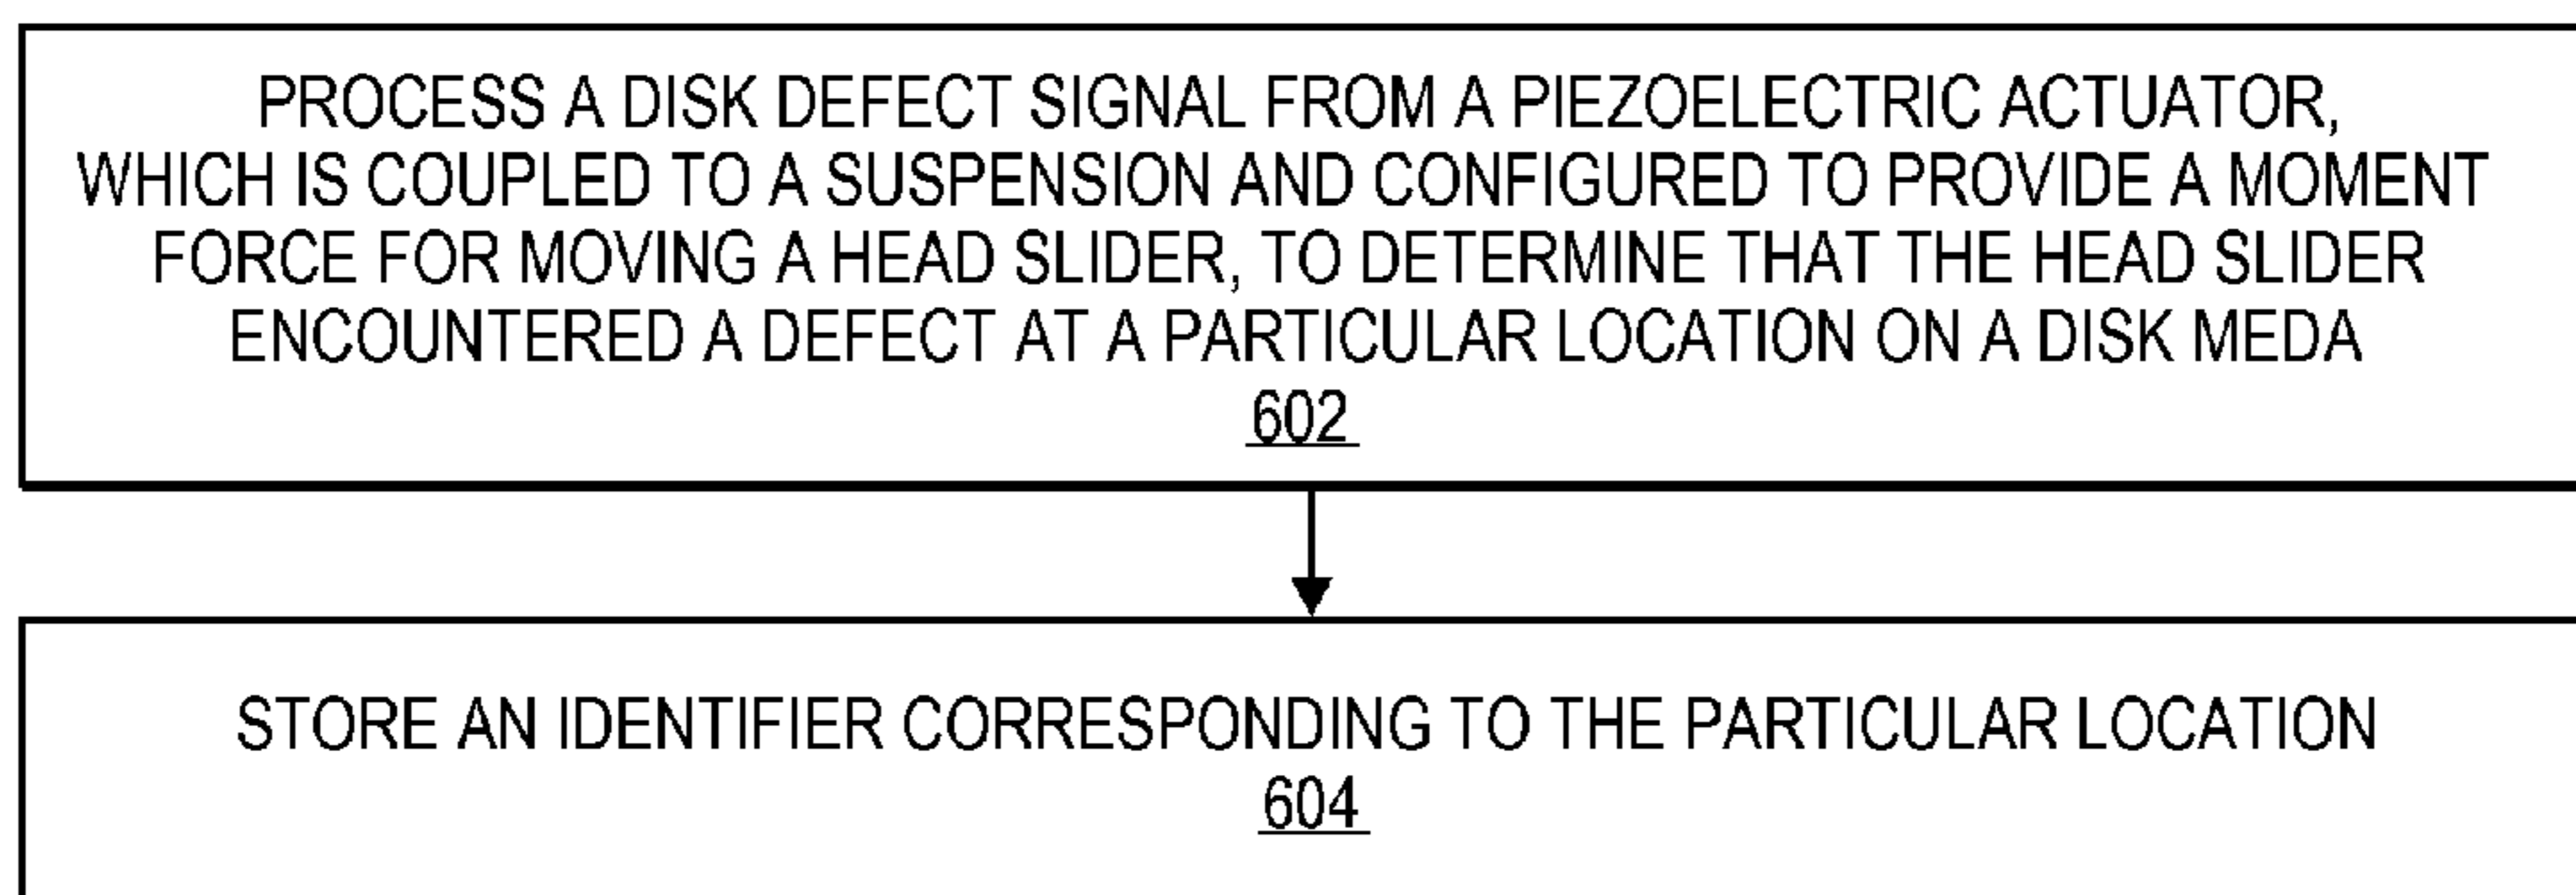 PROCESS A DISK DEFECT SIGNAL FROM A PIEZOELECTRIC ACTUATOR,
WHICH IS COUPLED TO A SUSPENSION AND CONFIGURED TO PROVIDE A MOMENT
FORCE FOR MOVING A HEAD SLIDER, TO DETERMINE THAT THE HEAD SLIDER
ENCOUNTERED A DEFECT AT A PARTICULAR LOCATION ON A DISK MEDA
602
STORE AN IDENTIFIER CORRESPONDING TO THE PARTICULAR LOCATION
604